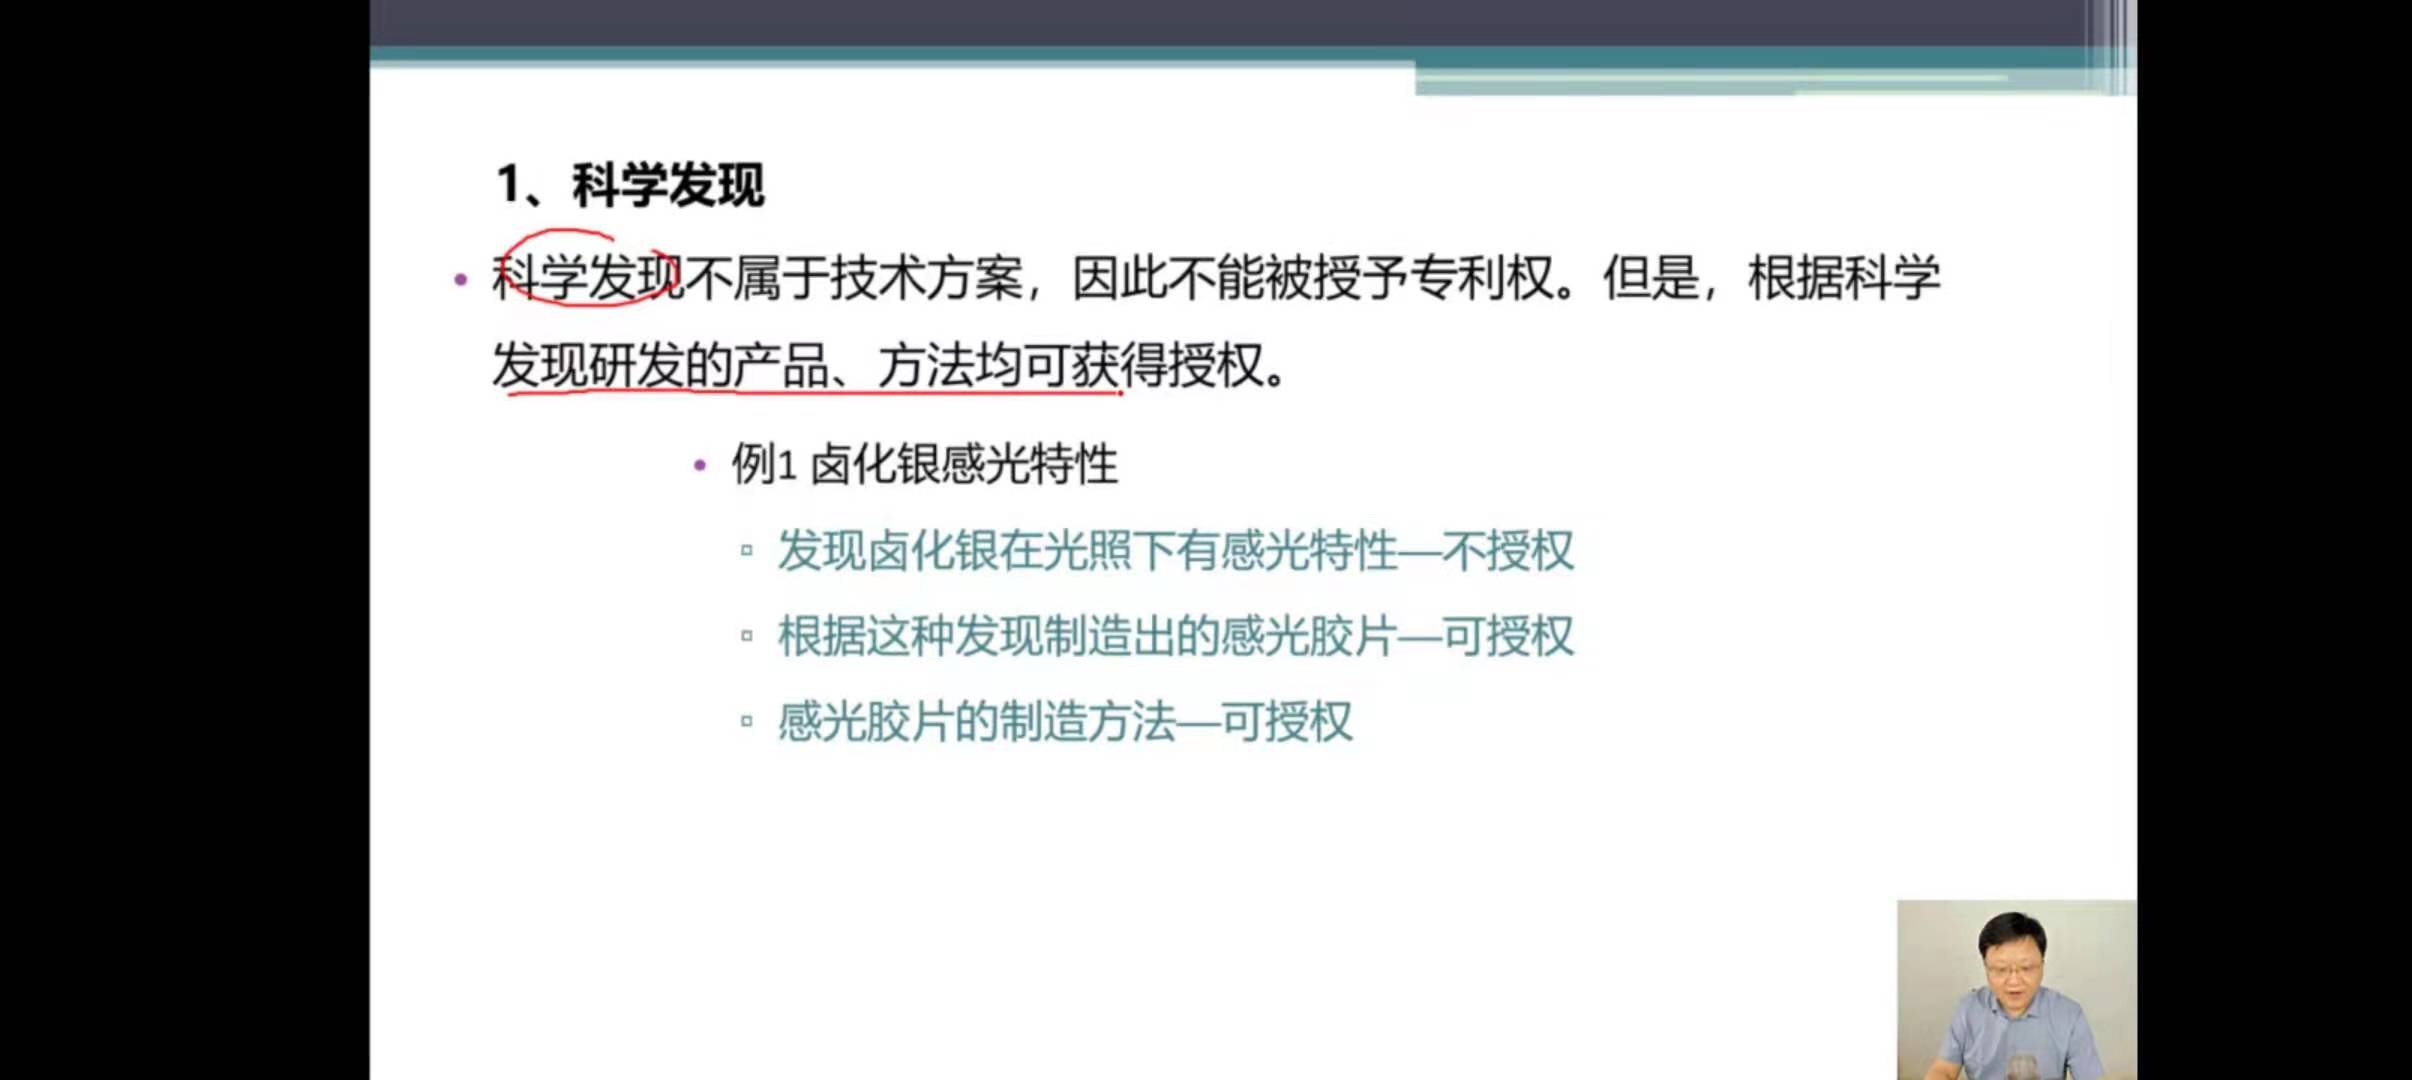 1、科学发现
科学发现不属于技术方案，因此不能被授予专利权。但是，根据科学
发现研发的产品、方法均可获得授权。
例1 卤化银感光特性
发现卤化银在光照下有感光特性—不授权
根据这种发现制造出的感光胶片—可授权
感光胶片的制造方法—可授权